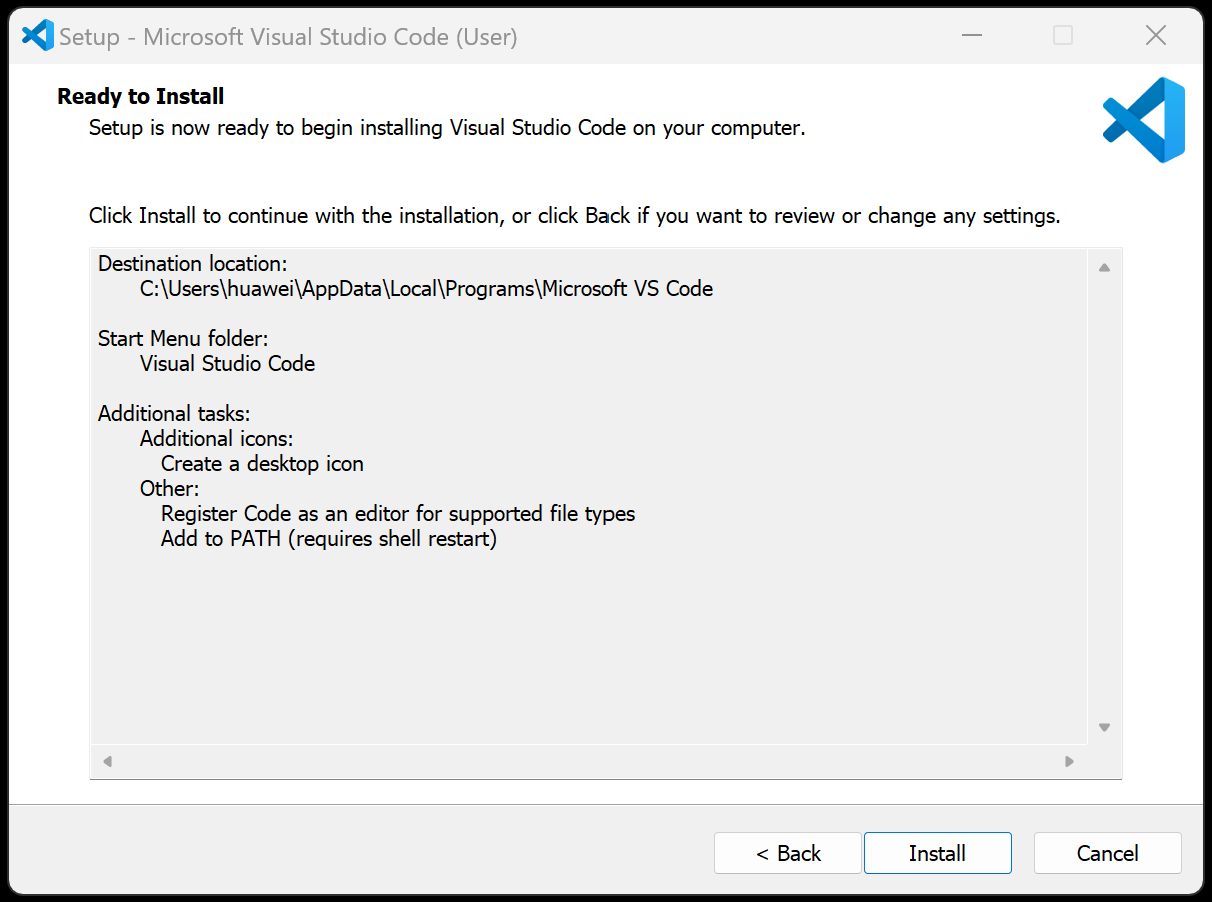 Setup - Microsoft Visual Studio Code (User)
Ready to Install
Setup is now ready to begin installing Visual Studio Code on your computer.
Click Install to continue with the installation, or click Back if you want to review or change any settings.
Destination location:
C:\Users\huawei\AppData\Local\Programs\Microsoft VS Code
Start Menu folder:
Visual Studio Code
Additional tasks:
Additional icons:
Create a desktop icon
Other:
Register Code as an editor for supported file types
Add to PATH (requires shell restart)
< Back
Install
Cancel